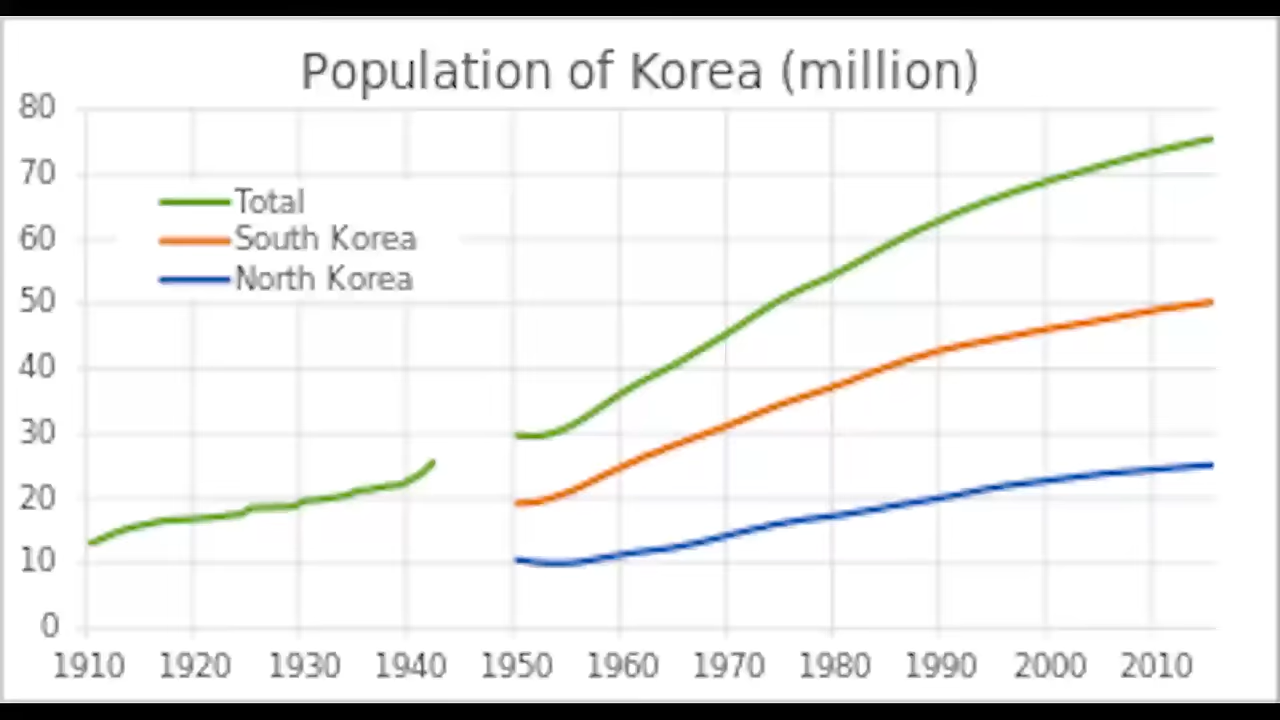 Population of Korea (million)
80
70
60
50
40
30
20
10
0
Total
South Korea
North Korea
1910 1920 1930 1940 1950 1960 1970 1980 1990 2000 2010